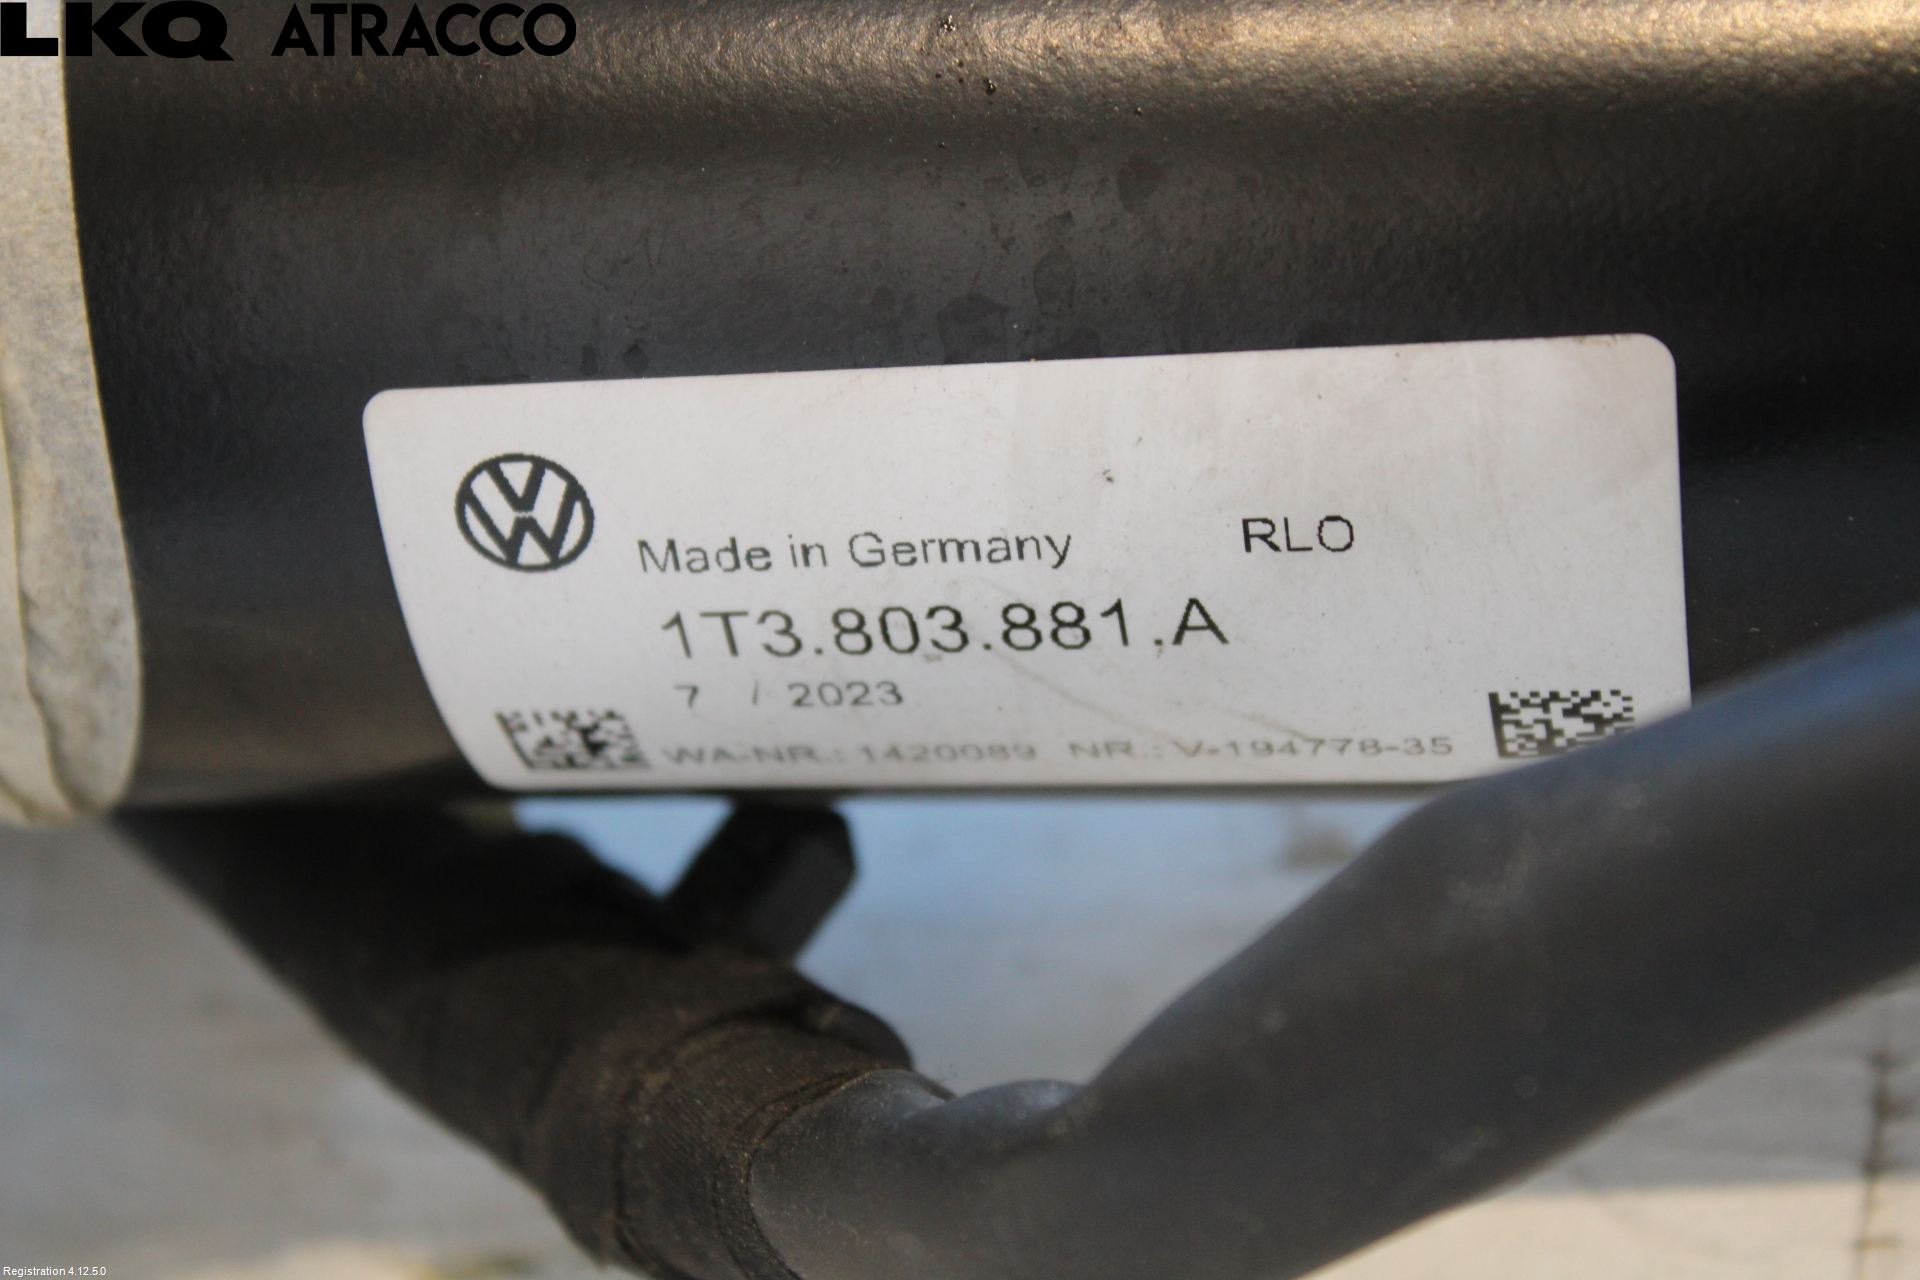 LKQ ATRACCO
Made in Germany RLO
1T3.803.881.A
7 / 2023
WA-NR.: 1420089 NR.: V-194778-35
Registration 4.12.5.0